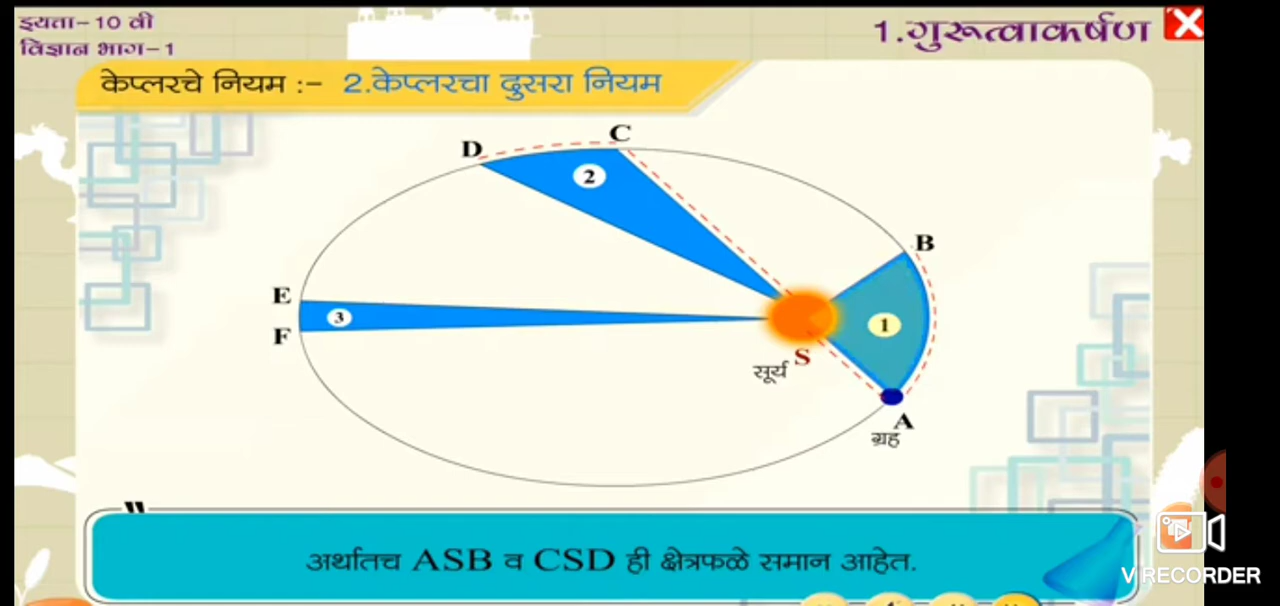 इयत्ता- 10 वी
विज्ञान भाग-1
1.गुरूत्वाकर्षण
केप्लरचे नियम :- 2.केप्लरचा दुसरा नियम
D
C
2
B
E
3
1
F
S
सूर्य
A
ग्रह
अर्थातच ASB व CSD ही क्षेत्रफळे समान आहेत.
V RECORDER